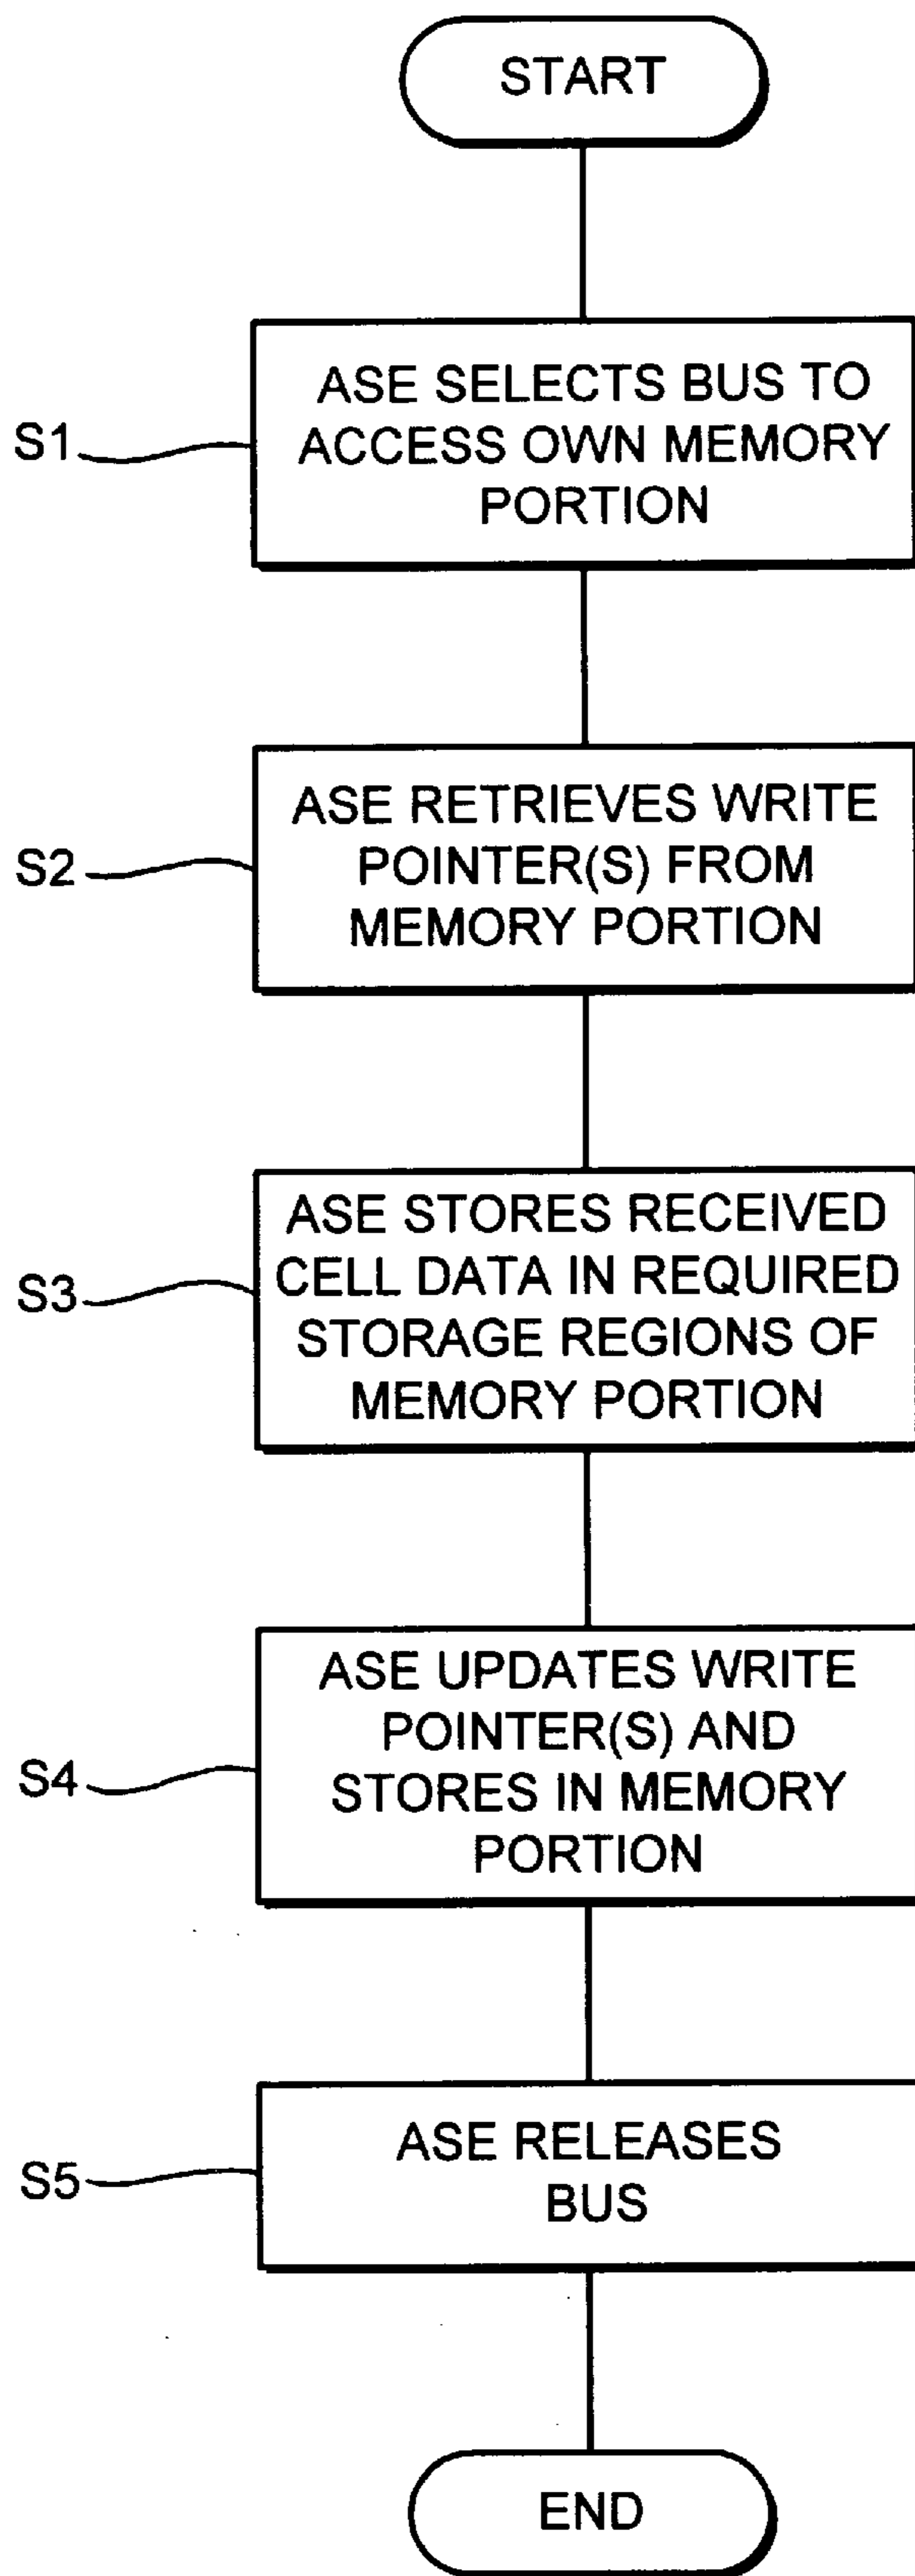 START
S1
ASE SELECTS BUS TO
ACCESS OWN MEMORY
PORTION
S2
ASE RETRIEVES WRITE
POINTER(S) FROM
MEMORY PORTION
S3
ASE STORES RECEIVED
CELL DATA IN REQUIRED
STORAGE REGIONS OF
MEMORY PORTION
S4
ASE UPDATES WRITE
POINTER(S) AND
STORES IN MEMORY
PORTION
S5
ASE RELEASES
BUS
END